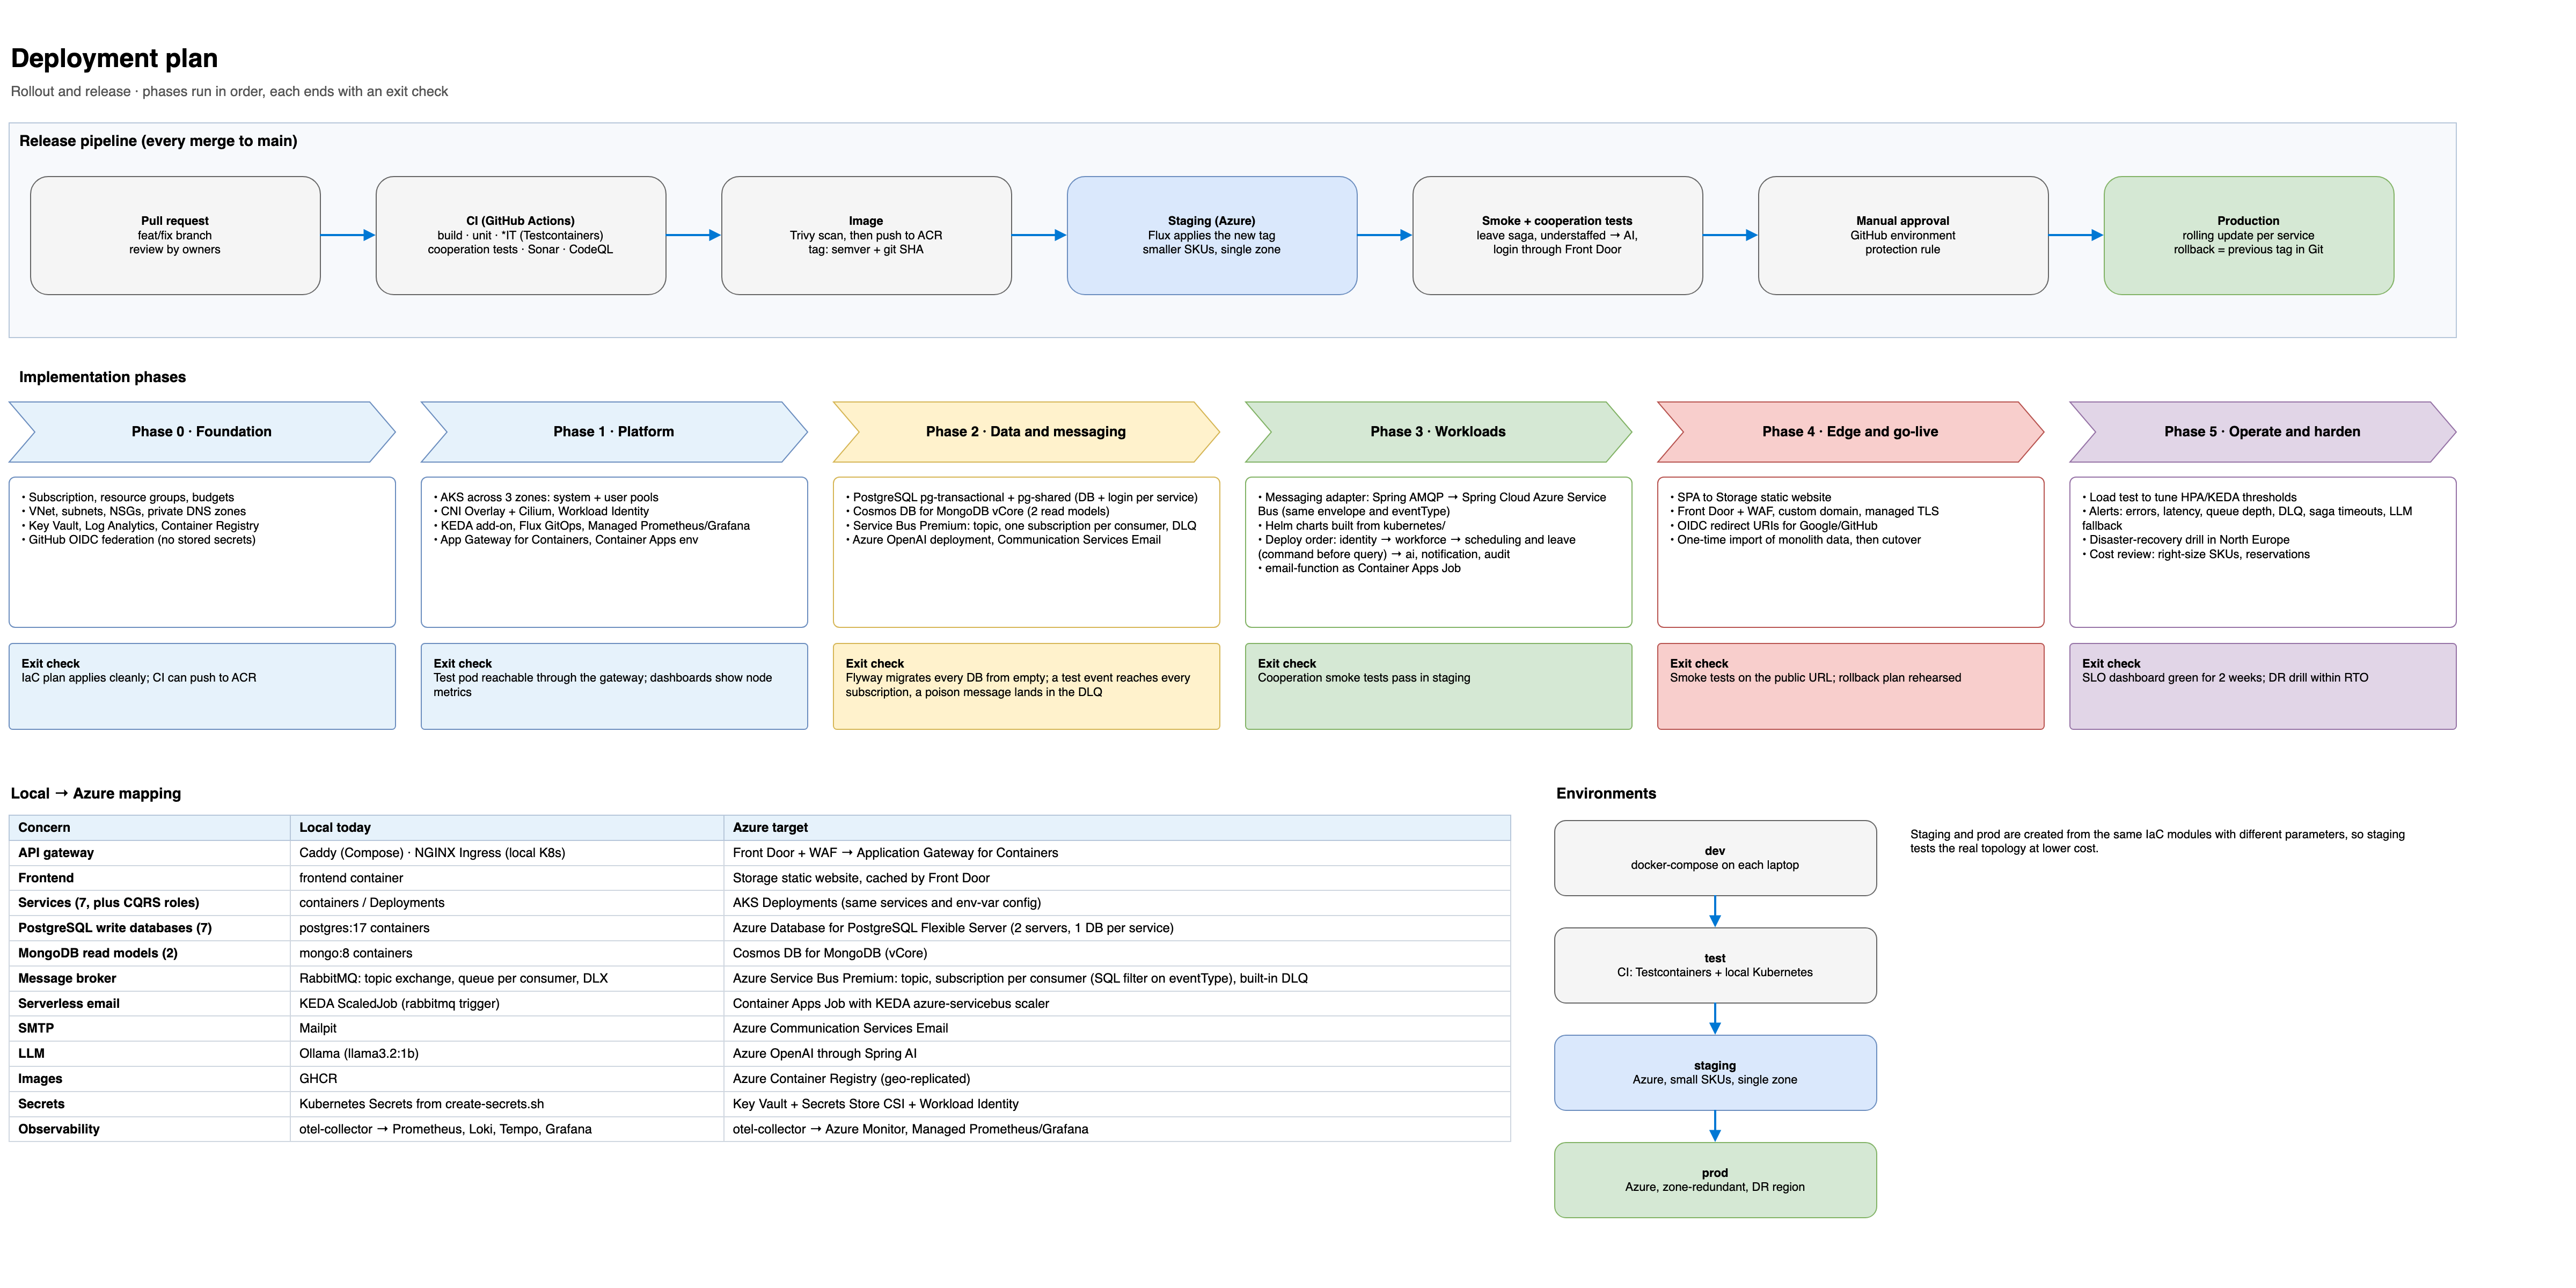 Deployment plan
Rollout and release · phases run in order, each ends with an exit check
Release pipeline (every merge to main)
Pull request
feat/fix branch
review by owners
CI (GitHub Actions)
build · unit · *IT (Testcontainers)
cooperation tests · Sonar · CodeQL
Image
Trivy scan, then push to ACR
tag: semver + git SHA
Staging (Azure)
Flux applies the new tag
smaller SKUs, single zone
Smoke + cooperation tests
leave saga, understaffed → AI,
login through Front Door
Manual approval
GitHub environment
protection rule
Production
rolling update per service
rollback = previous tag in Git
Implementation phases
Phase 0 · Foundation
• Subscription, resource groups, budgets
• VNet, subnets, NSGs, private DNS zones
• Key Vault, Log Analytics, Container Registry
• GitHub OIDC federation (no stored secrets)
Exit check
IaC plan applies cleanly; CI can push to ACR
Phase 1 · Platform
• AKS across 3 zones: system + user pools
• CNI Overlay + Cilium, Workload Identity
• KEDA add-on, Flux GitOps, Managed Prometheus/Grafana
• App Gateway for Containers, Container Apps env
Exit check
Test pod reachable through the gateway; dashboards show node
metrics
Phase 2 · Data and messaging
• PostgreSQL pg-transactional + pg-shared (DB + login per service)
• Cosmos DB for MongoDB vCore (2 read models)
• Service Bus Premium: topic, one subscription per consumer, DLQ
• Azure OpenAI deployment, Communication Services Email
Exit check
Flyway migrates every DB from empty; a test event reaches every
subscription, a poison message lands in the DLQ
Phase 3 · Workloads
• Messaging adapter: Spring AMQP → Spring Cloud Azure Service
Bus (same envelope and eventType)
• Helm charts built from kubernetes/
• Deploy order: identity → workforce → scheduling and leave
(command before query) → ai, notification, audit
• email-function as Container Apps Job
Exit check
Cooperation smoke tests pass in staging
Phase 4 · Edge and go-live
• SPA to Storage static website
• Front Door + WAF, custom domain, managed TLS
• OIDC redirect URIs for Google/GitHub
• One-time import of monolith data, then cutover
Exit check
Smoke tests on the public URL; rollback plan rehearsed
Phase 5 · Operate and harden
• Load test to tune HPA/KEDA thresholds
• Alerts: errors, latency, queue depth, DLQ, saga timeouts, LLM
fallback
• Disaster-recovery drill in North Europe
• Cost review: right-size SKUs, reservations
Exit check
SLO dashboard green for 2 weeks; DR drill within RTO
Local → Azure mapping
Concern Local today Azure target
API gateway Caddy (Compose) · NGINX Ingress (local K8s) Front Door + WAF → Application Gateway for Containers
Frontend frontend container Storage static website, cached by Front Door
Services (7, plus CQRS roles) containers / Deployments AKS Deployments (same services and env-var config)
PostgreSQL write databases (7) postgres:17 containers Azure Database for PostgreSQL Flexible Server (2 servers, 1 DB per service)
MongoDB read models (2) mongo:8 containers Cosmos DB for MongoDB (vCore)
Message broker RabbitMQ: topic exchange, queue per consumer, DLX Azure Service Bus Premium: topic, subscription per consumer (SQL filter on eventType), built-in DLQ
Serverless email KEDA ScaledJob (rabbitmq trigger) Container Apps Job with KEDA azure-servicebus scaler
SMTP Mailpit Azure Communication Services Email
LLM Ollama (llama3.2:1b) Azure OpenAI through Spring AI
Images GHCR Azure Container Registry (geo-replicated)
Secrets Kubernetes Secrets from create-secrets.sh Key Vault + Secrets Store CSI + Workload Identity
Observability otel-collector → Prometheus, Loki, Tempo, Grafana otel-collector → Azure Monitor, Managed Prometheus/Grafana
Environments
dev
docker-compose on each laptop
test
CI: Testcontainers + local Kubernetes
staging
Azure, small SKUs, single zone
prod
Azure, zone-redundant, DR region
Staging and prod are created from the same IaC modules with different parameters, so staging
tests the real topology at lower cost.